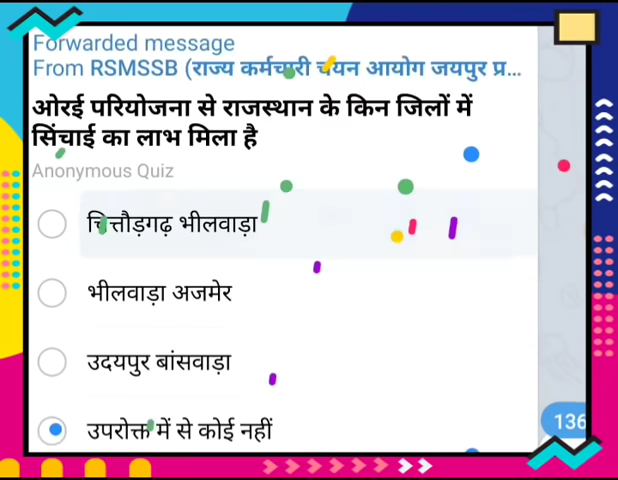 Forwarded message
From RSMSSB (राज्य कर्मचारी चयन आयोग जयपुर प्र...
ओरई परियोजना से राजस्थान के किन जिलों में
सिंचाई का लाभ मिला है
Anonymous Quiz
चित्तौड़गढ़ भीलवाड़ा
भीलवाड़ा अजमेर
उदयपुर बांसवाड़ा
उपरोक्त में से कोई नहीं
136